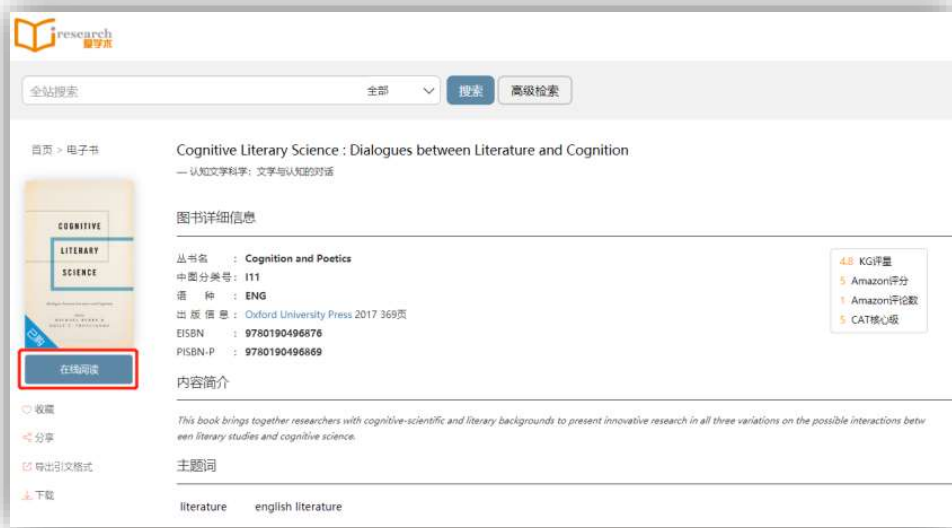 iresearch
爱学术
全站搜索 全部 搜索 高级检索
首页 > 电子书
Cognitive Literary Science : Dialogues between Literature and Cognition
— 认知文学科学：文学与认知的对话
COGNITIVE
LITERARY
SCIENCE
已购
在线阅读
收藏
分享
导出引文格式
下载
图书详细信息
丛书名 : Cognition and Poetics
中图分类号: I11
语 种 : ENG
出 版 信 息 : Oxford University Press 2017 369页
EISBN : 9780190496876
PISBN-P : 9780190496869
4.8 KG评量
5 Amazon评分
1 Amazon评论数
5 CAT核心级
内容简介
This book brings together researchers with cognitive-scientific and literary backgrounds to present innovative research in all three variations on the possible interactions betw
een literary studies and cognitive science.
主题词
literature english literature